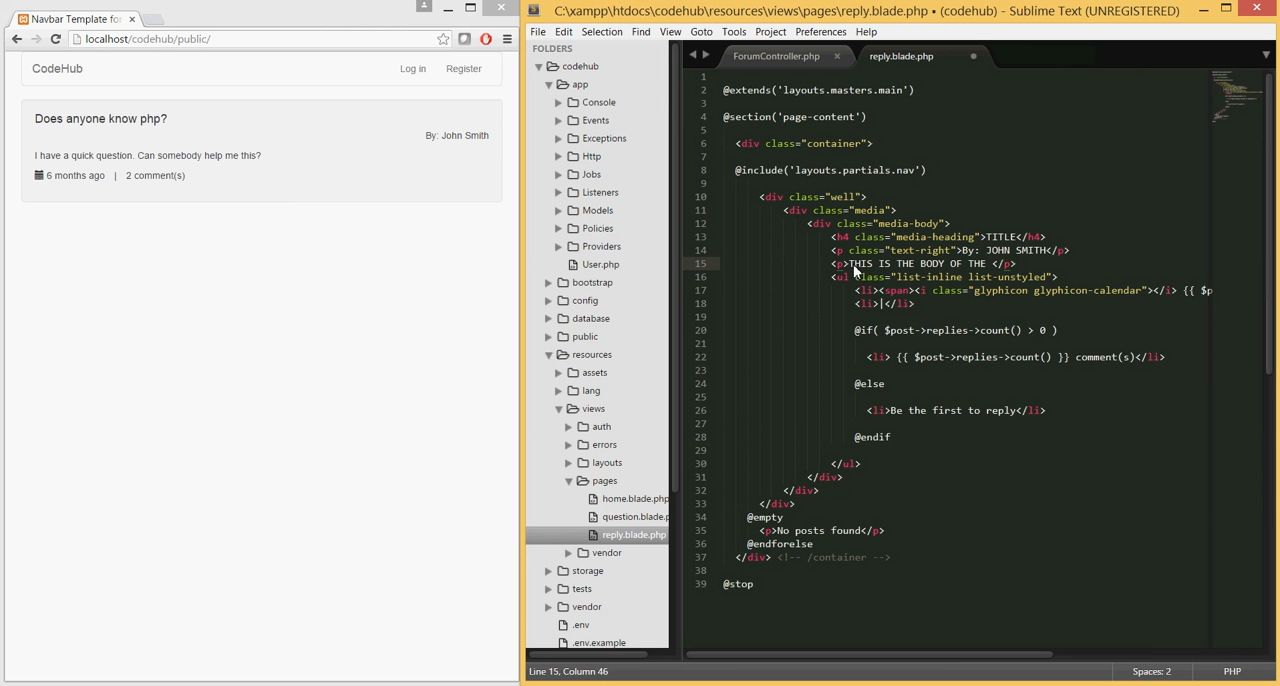 Navbar Template for
localhost/codehub/public/
CodeHub
Log in
Register
Does anyone know php?
By: John Smith
I have a quick question. Can somebody help me this?
6 months ago | 2 comment(s)
C:\xampp\htdocs\codehub\resources\views\pages\reply.blade.php • (codehub) - Sublime Text (UNREGISTERED)
File Edit Selection Find View Goto Tools Project Preferences Help
FOLDERS
codehub
app
Console
Events
Exceptions
Http
Jobs
Listeners
Models
Policies
Providers
User.php
bootstrap
config
database
public
resources
assets
lang
views
auth
errors
layouts
pages
home.blade.php
question.blade.p
reply.blade.php
vendor
storage
tests
vendor
.env
.env.example
ForumController.php
reply.blade.php
1
2 @extends('layouts.masters.main')
3
4 @section('page-content')
5
6 <div class="container">
7
8 @include('layouts.partials.nav')
9
10 <div class="well">
11 <div class="media">
12 <div class="media-body">
13 <h4 class="media-heading">TITLE</h4>
14 <p class="text-right">By: JOHN SMITH</p>
15 <p>THIS IS THE BODY OF THE </p>
16 <ul class="list-inline list-unstyled">
17 <li><span><i class="glyphicon glyphicon-calendar"></i> {{ $p
18 <li>|</li>
19
20 @if( $post->replies->count() > 0 )
21
22 <li> {{ $post->replies->count() }} comment(s)</li>
23
24 @else
25
26 <li>Be the first to reply</li>
27
28 @endif
29
30 </ul>
31 </div>
32 </div>
33 </div>
34 @empty
35 <p>No posts found</p>
36 @endforelse
37 </div> <!-- /container -->
38
39 @stop
Line 15, Column 46
Spaces: 2
PHP